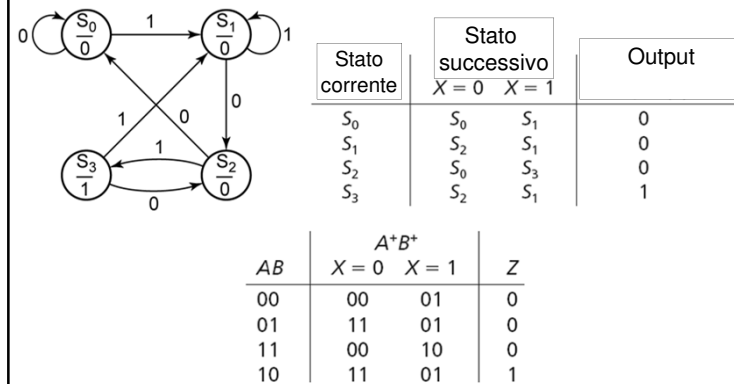 S₀ 0
S₁ 0
S₃ 1
S₂ 0
0
1
1
0
1
0
1
0
Stato corrente
Stato successivo
Output
X = 0 X = 1
S₀ S₀ S₁ 0
S₁ S₂ S₁ 0
S₂ S₀ S₃ 0
S₃ S₂ S₁ 1
A⁺B⁺
AB X = 0 X = 1 Z
00 00 01 0
01 11 01 0
11 00 10 0
10 11 01 1